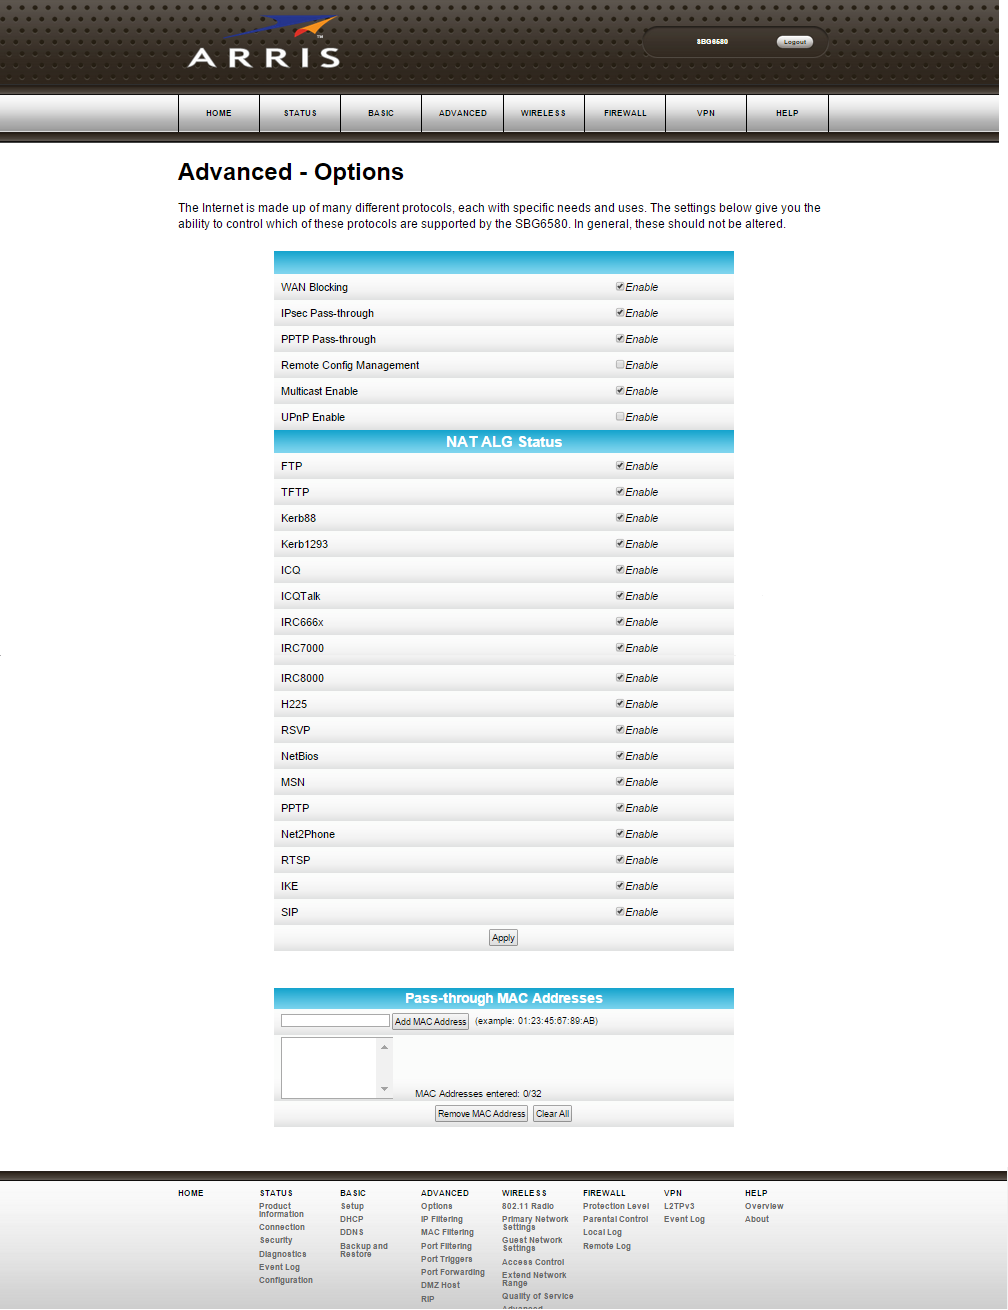 ARRIS
TM
SBG6580
Logout
HOME STATUS BASIC ADVANCED WIRELESS FIREWALL VPN HELP
Advanced - Options
The Internet is made up of many different protocols, each with specific needs and uses. The settings below give you the
ability to control which of these protocols are supported by the SBG6580. In general, these should not be altered.
WAN Blocking Enable
IPsec Pass-through Enable
PPTP Pass-through Enable
Remote Config Management Enable
Multicast Enable Enable
UPnP Enable Enable
NAT ALG Status
FTP Enable
TFTP Enable
Kerb88 Enable
Kerb1293 Enable
ICQ Enable
ICQTalk Enable
IRC666x Enable
IRC7000 Enable
IRC8000 Enable
H225 Enable
RSVP Enable
NetBios Enable
MSN Enable
PPTP Enable
Net2Phone Enable
RTSP Enable
IKE Enable
SIP Enable
Apply
Pass-through MAC Addresses
Add MAC Address (example: 01:23:45:67:89:AB)
MAC Addresses entered: 0/32
Remove MAC Address Clear All
HOME
STATUS
Product
Information
Connection
Security
Diagnostics
Event Log
Configuration
BASIC
Setup
DHCP
DDNS
Backup and
Restore
ADVANCED
Options
IP Filtering
MAC Filtering
Port Filtering
Port Triggers
Port Forwarding
DMZ Host
RIP
WIRELESS
802.11 Radio
Primary Network
Settings
Guest Network
Settings
Access Control
Extend Network
Range
Quality of Service
Advanced
FIREWALL
Protection Level
Parental Control
Local Log
Remote Log
VPN
L2TPv3
Event Log
HELP
Overview
About